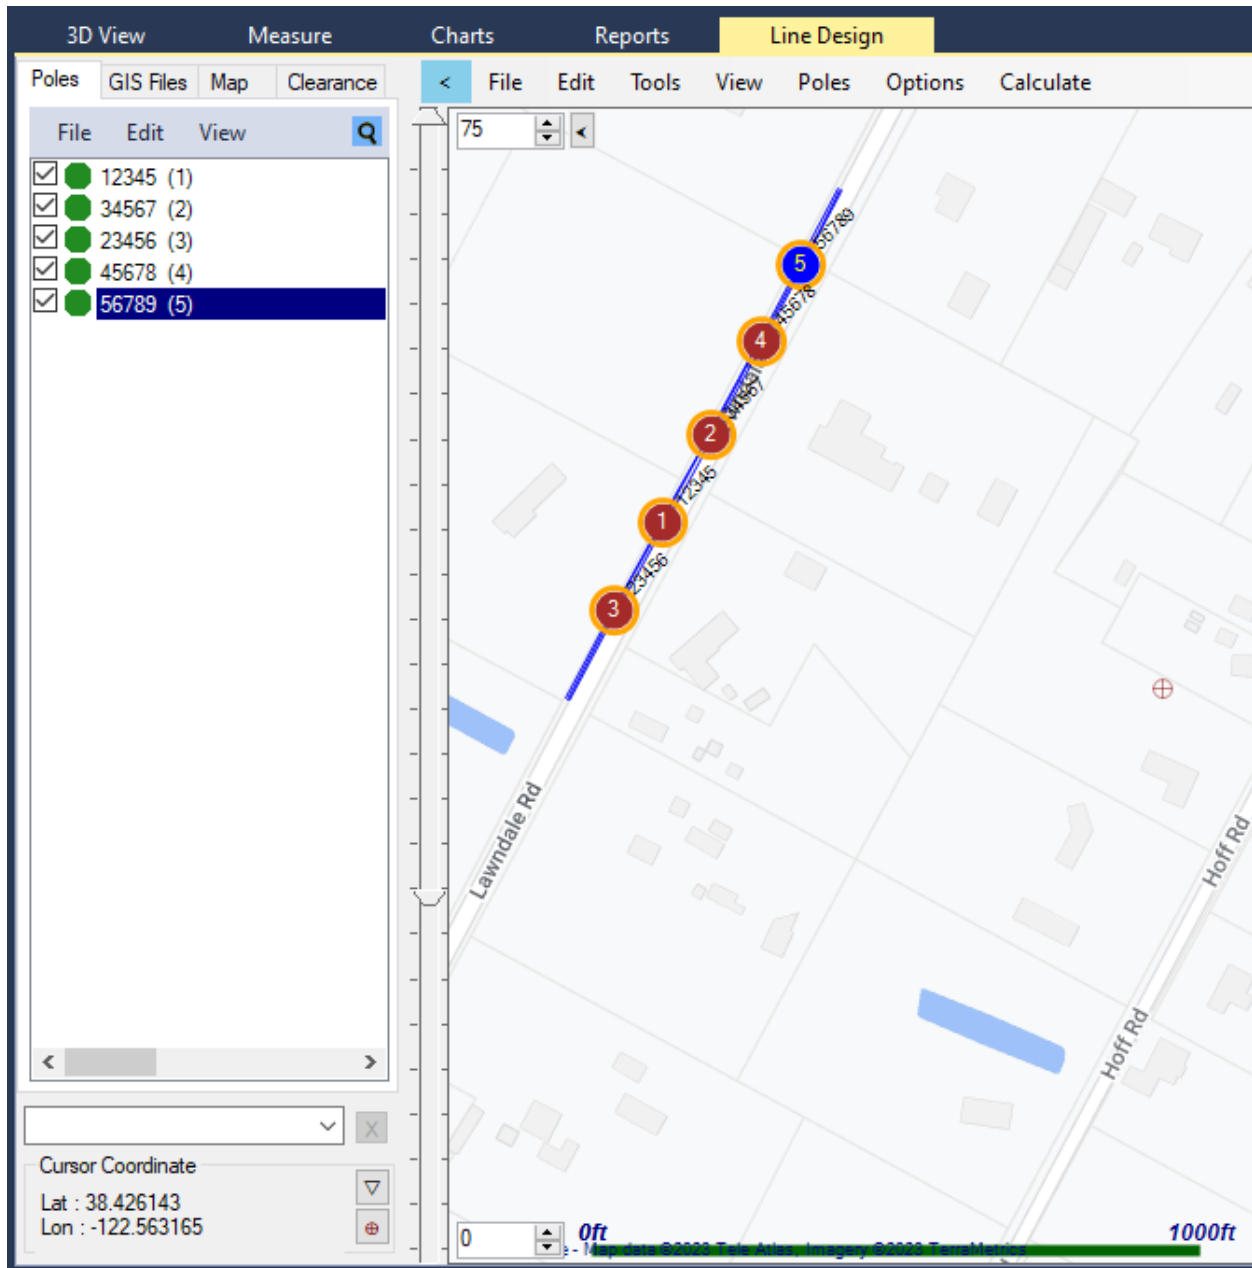 3D View Measure Charts Reports Line Design
Poles GIS Files Map Clearance < File Edit Tools View Poles Options Calculate
File Edit View
75
12345 (1)
34567 (2)
23456 (3)
45678 (4)
56789 (5)
56789
5
45678
4
34567
2
12345
1
23456
3
Lawndale Rd
Hoff Rd
Hoff Rd
X
Cursor Coordinate
Lat : 38.426143
Lon : -122.563165
0
0ft
1000ft
e - Map data ©2023 Tele Atlas, Imagery ©2023 TerraMetrics